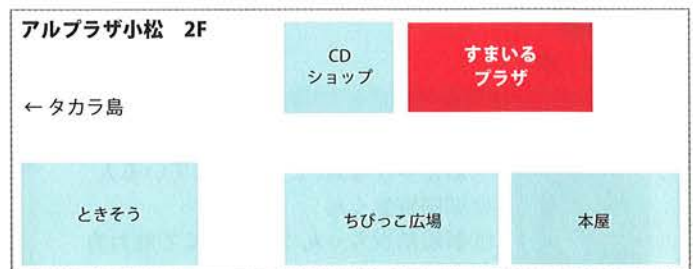 アルプラザ小松　2F
CD
ショップ
すまいる
プラザ
← タカラ島
ときそう
ちびっこ広場
本屋